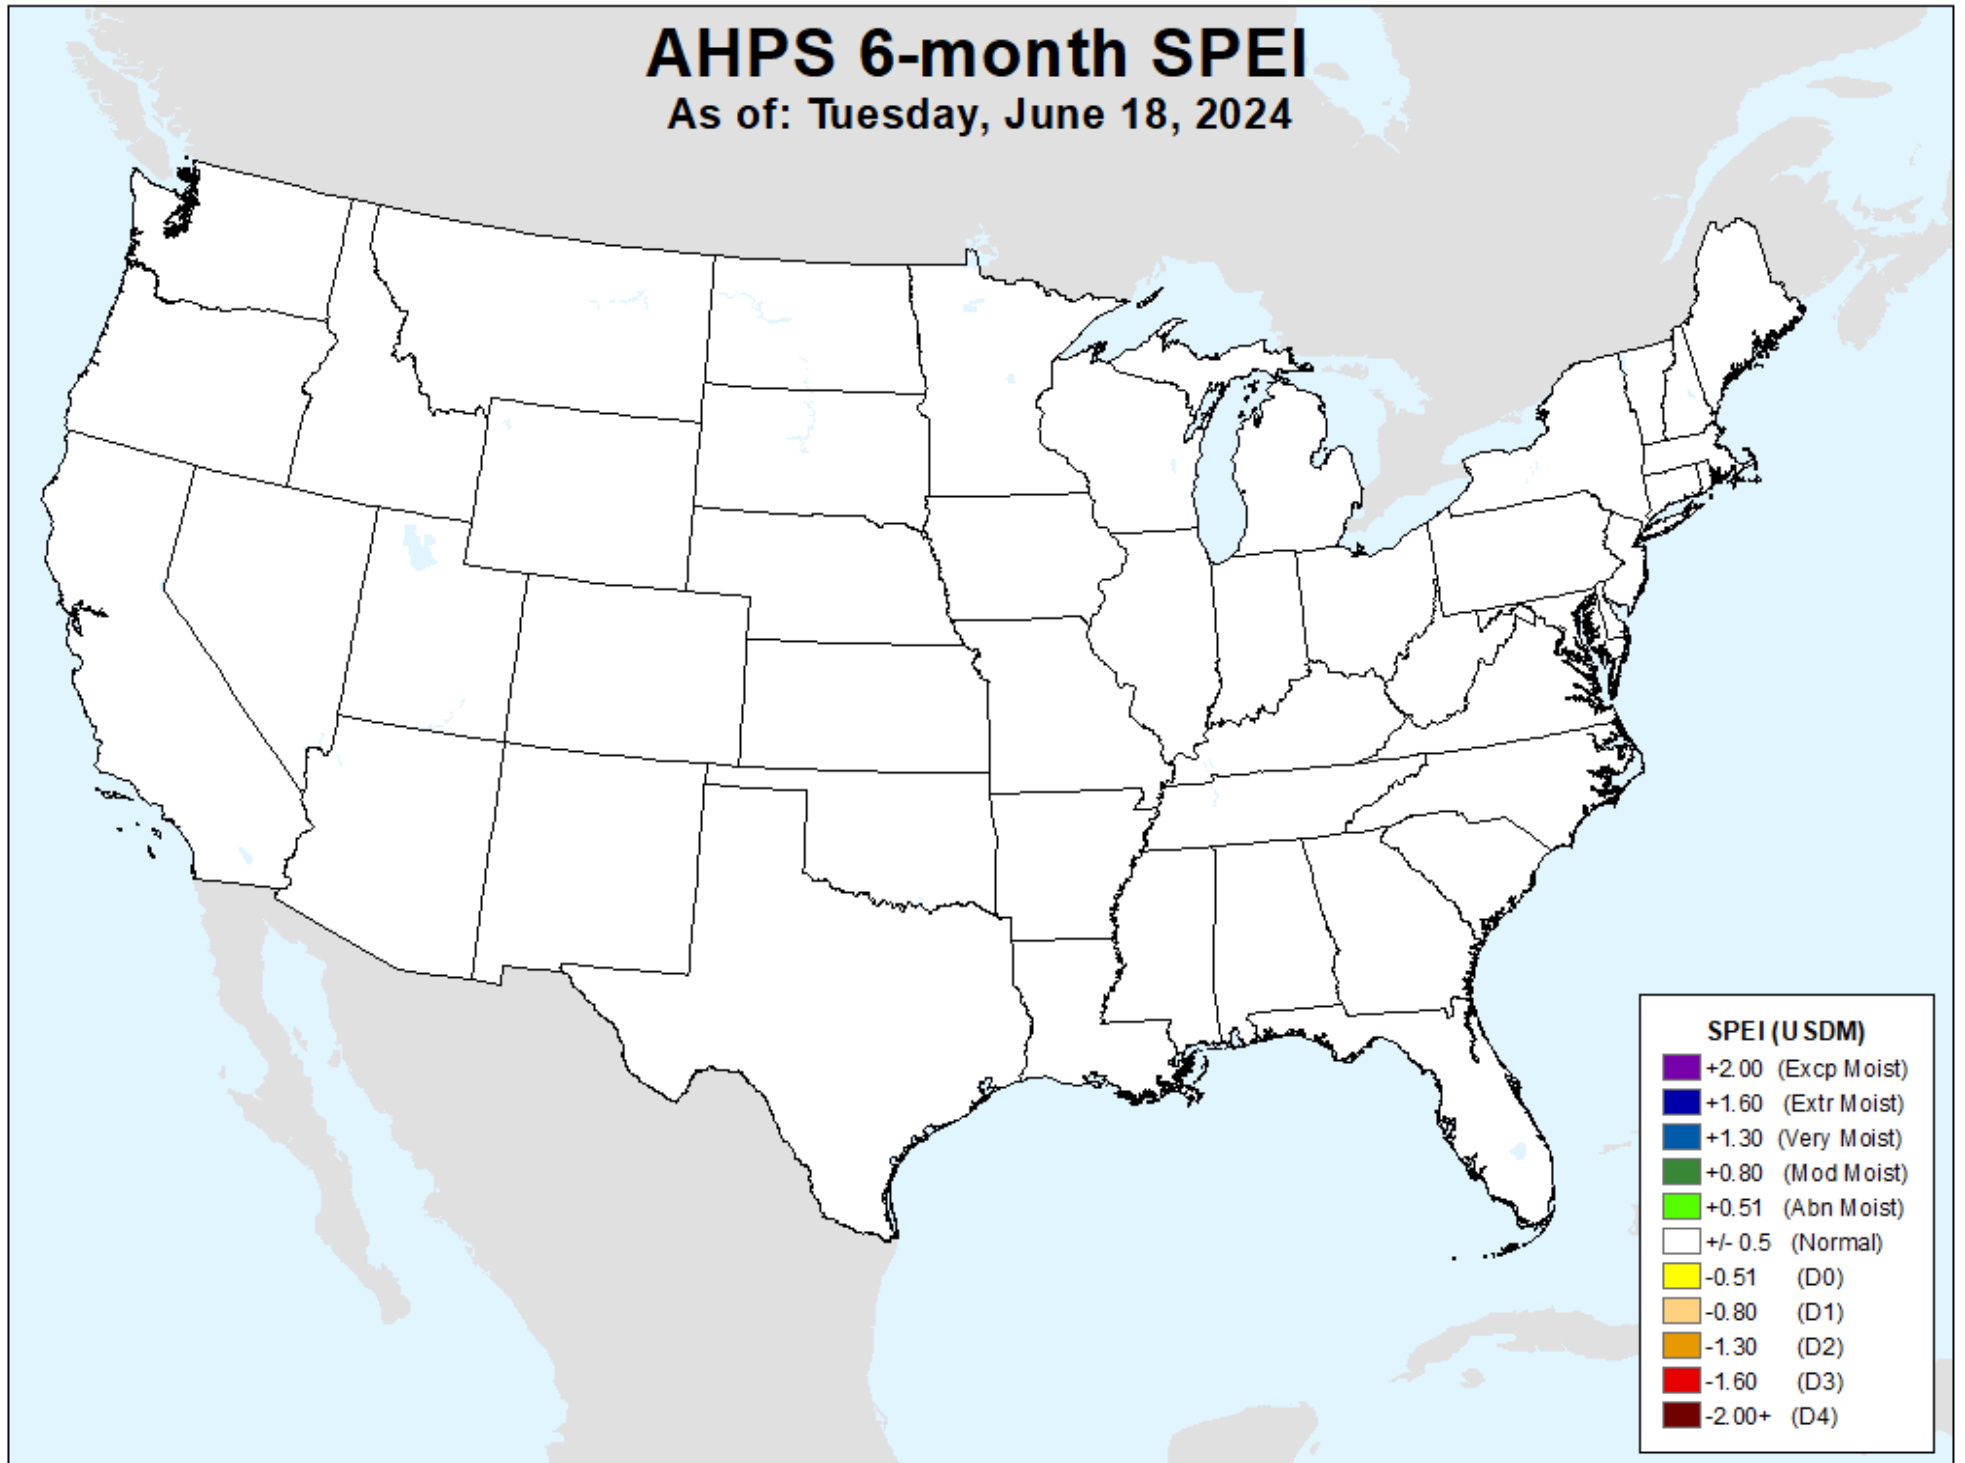 AHPS 6-month SPEI
As of: Tuesday, June 18, 2024
SPEI (USDM)
+2.00 (Excp Moist)
+1.60 (Extr Moist)
+1.30 (Very Moist)
+0.80 (Mod Moist)
+0.51 (Abn Moist)
+/- 0.5 (Normal)
-0.51 (D0)
-0.80 (D1)
-1.30 (D2)
-1.60 (D3)
-2.00+ (D4)